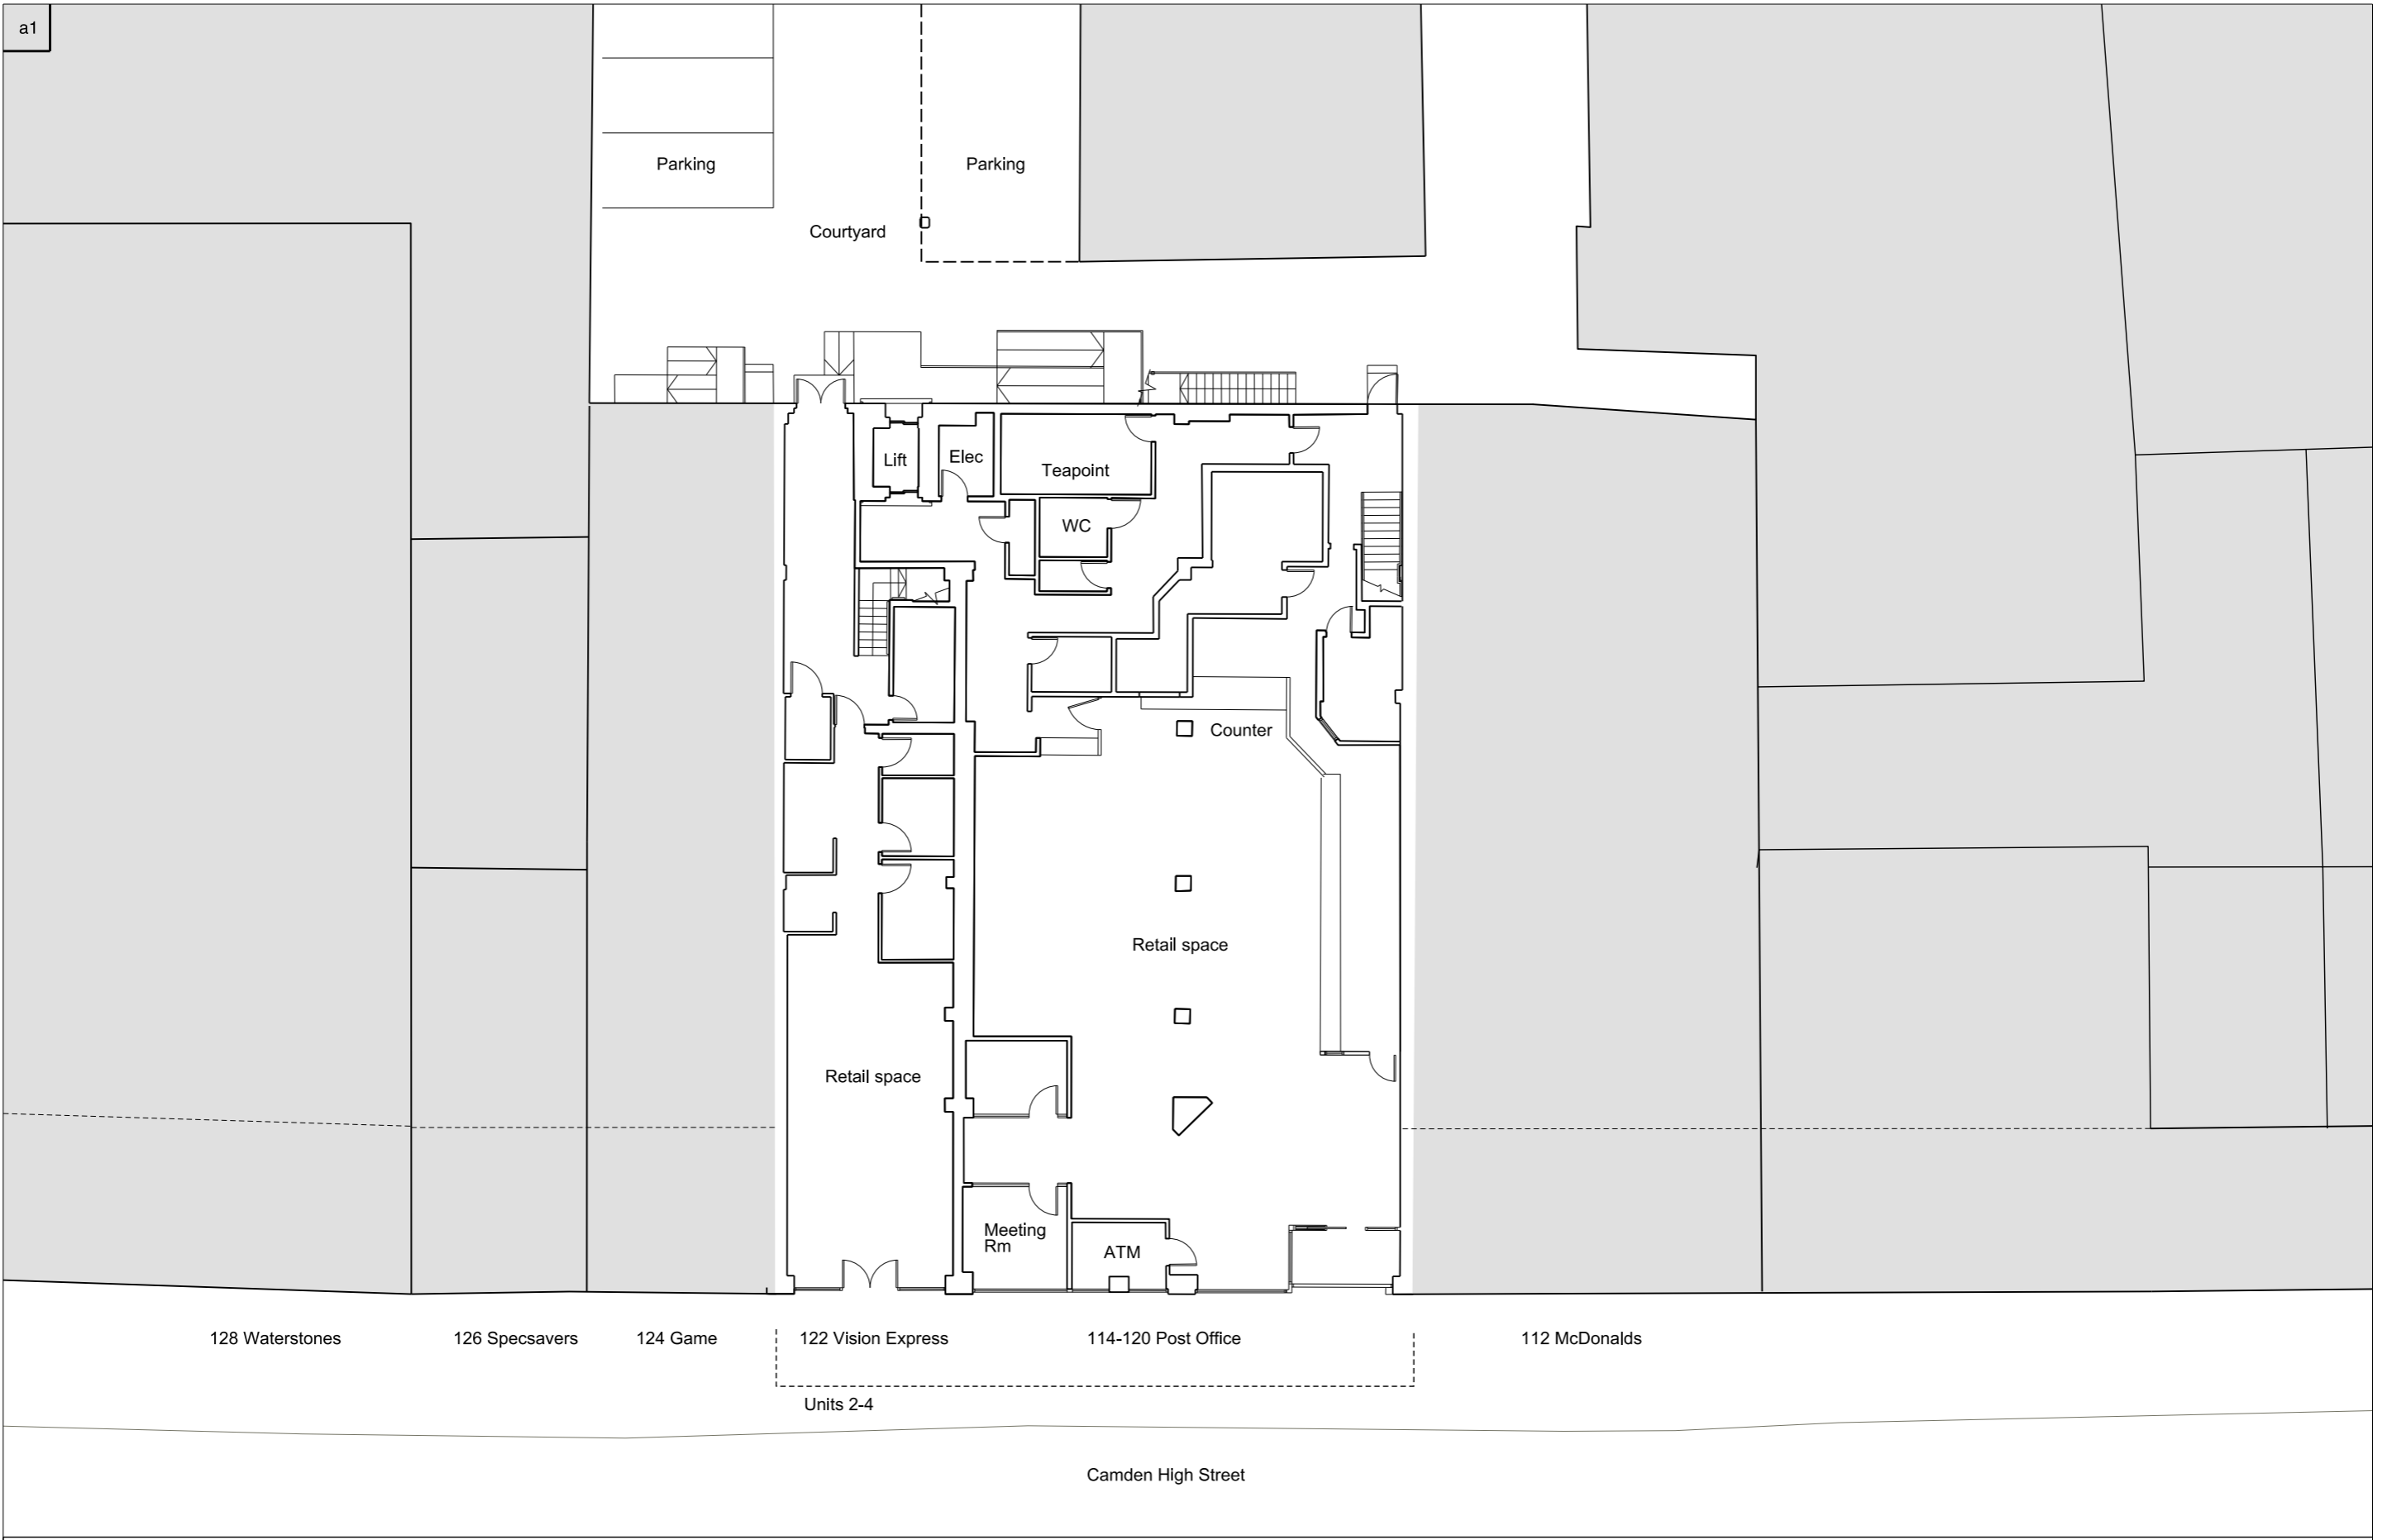 a1
Parking
Parking
Courtyard
Lift
Elec
Teapoint
WC
Counter
Retail space
Retail space
Meeting
Rm
ATM
128 Waterstones
126 Specsavers
124 Game
122 Vision Express
114-120 Post Office
112 McDonalds
Units 2-4
Camden High Street